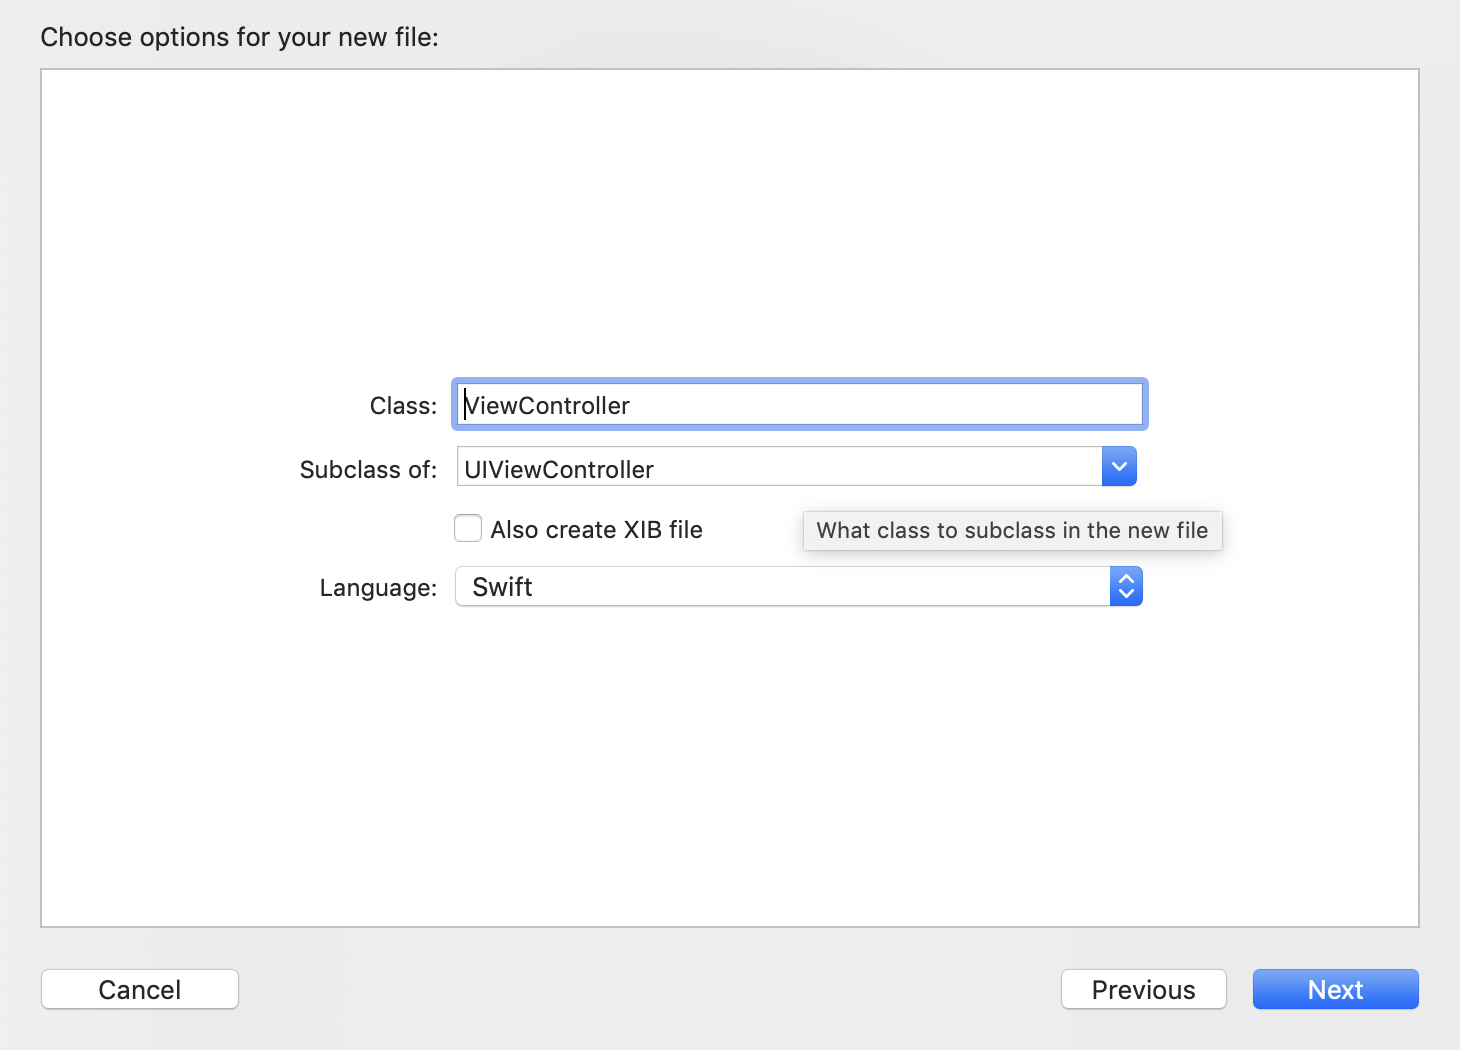 Choose options for your new file:
Class: ViewController
Subclass of: UIViewController
Also create XIB file
What class to subclass in the new file
Language: Swift
Cancel Previous Next